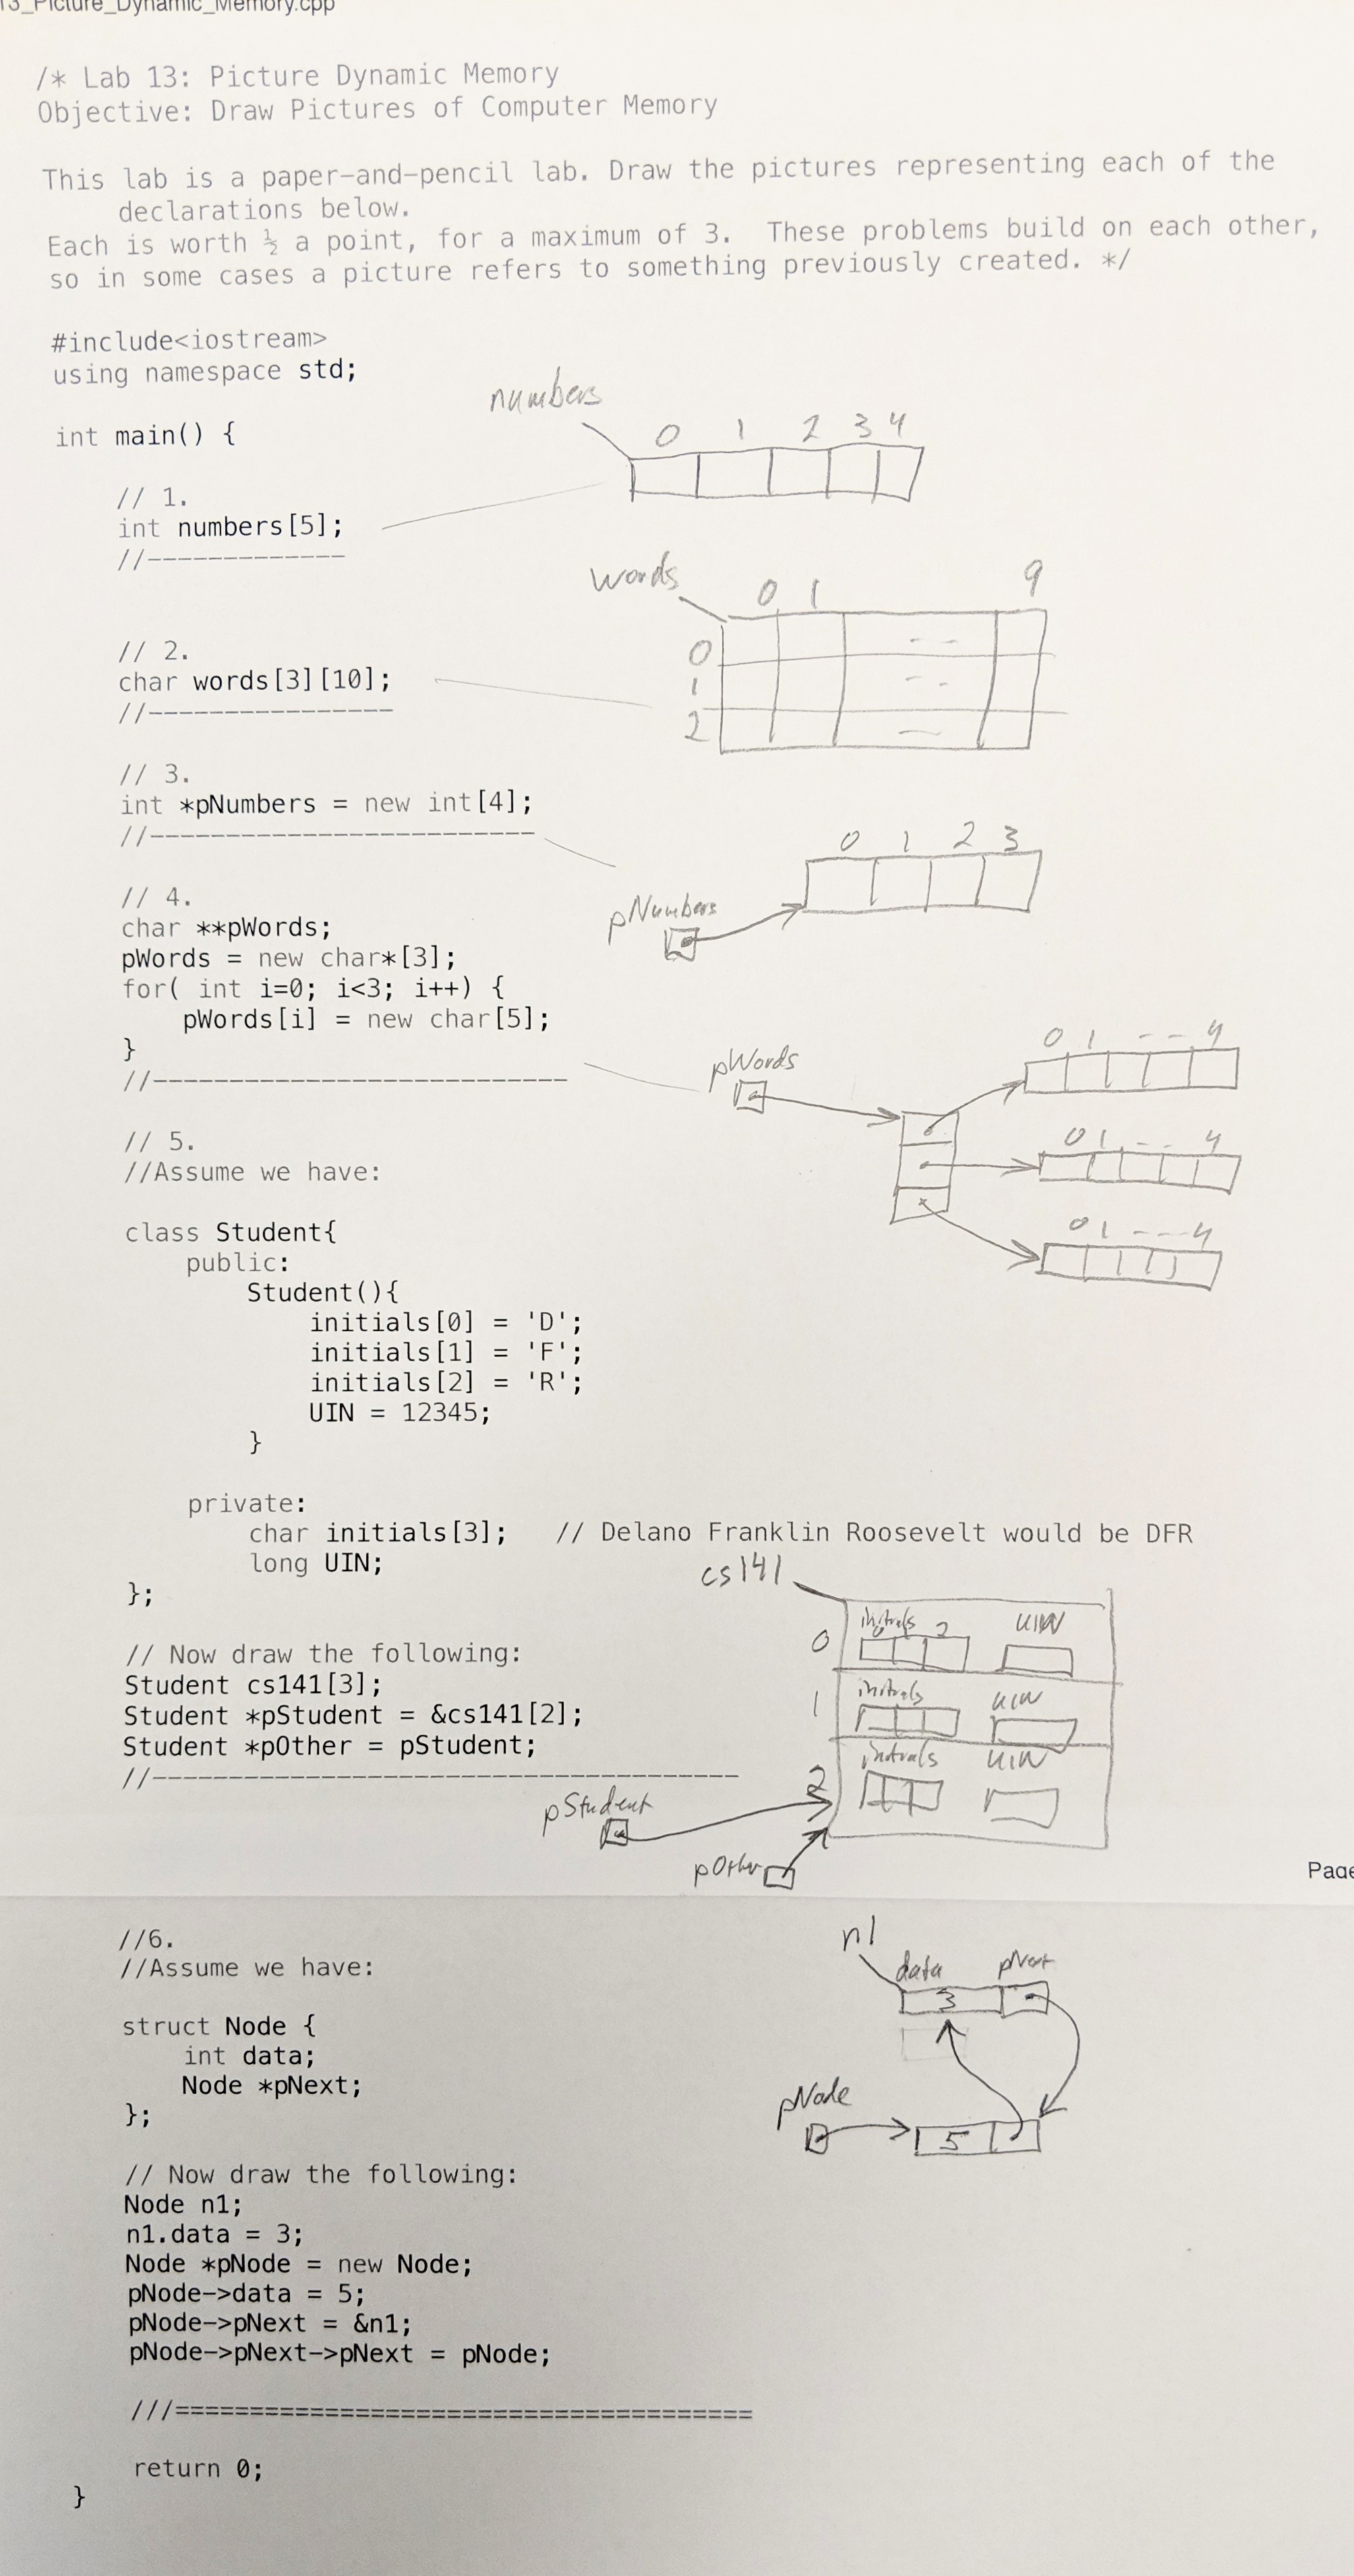 13_Picture_Dynamic_Memory.cpp
/* Lab 13: Picture Dynamic Memory
Objective: Draw Pictures of Computer Memory
This lab is a paper-and-pencil lab. Draw the pictures representing each of the
declarations below.
Each is worth ½ a point, for a maximum of 3. These problems build on each other,
so in some cases a picture refers to something previously created. */
#include<iostream>
using namespace std;
numbers
int main() {
0 1 2 3 4
// 1.
int numbers[5];
//-------------
words
0 1 9
// 2.
0
char words[3][10];
1
//----------------
2
// 3.
int *pNumbers = new int[4];
//-------------------------
0 1 2 3
// 4.
pNumbers
char **pWords;
pWords = new char*[3];
for( int i=0; i<3; i++) {
pWords[i] = new char[5];
}
//---------------------------
pWords
0 1 - - 4
0 1 - - 4
0 1 - - - 4
// 5.
//Assume we have:
class Student{
public:
Student(){
initials[0] = 'D';
initials[1] = 'F';
initials[2] = 'R';
UIN = 12345;
}
private:
char initials[3]; // Delano Franklin Roosevelt would be DFR
long UIN;
};
cs141
0 initials 2 UIN
1 initials UIN
2 initials UIN
// Now draw the following:
Student cs141[3];
Student *pStudent = &cs141[2];
Student *pOther = pStudent;
//--------------------------------------
pStudent
pOther
Page
//6.
//Assume we have:
n1
data pNext
3
struct Node {
int data;
Node *pNext;
};
pNode
5
// Now draw the following:
Node n1;
n1.data = 3;
Node *pNode = new Node;
pNode->data = 5;
pNode->pNext = &n1;
pNode->pNext->pNext = pNode;
///======================================
return 0;
}